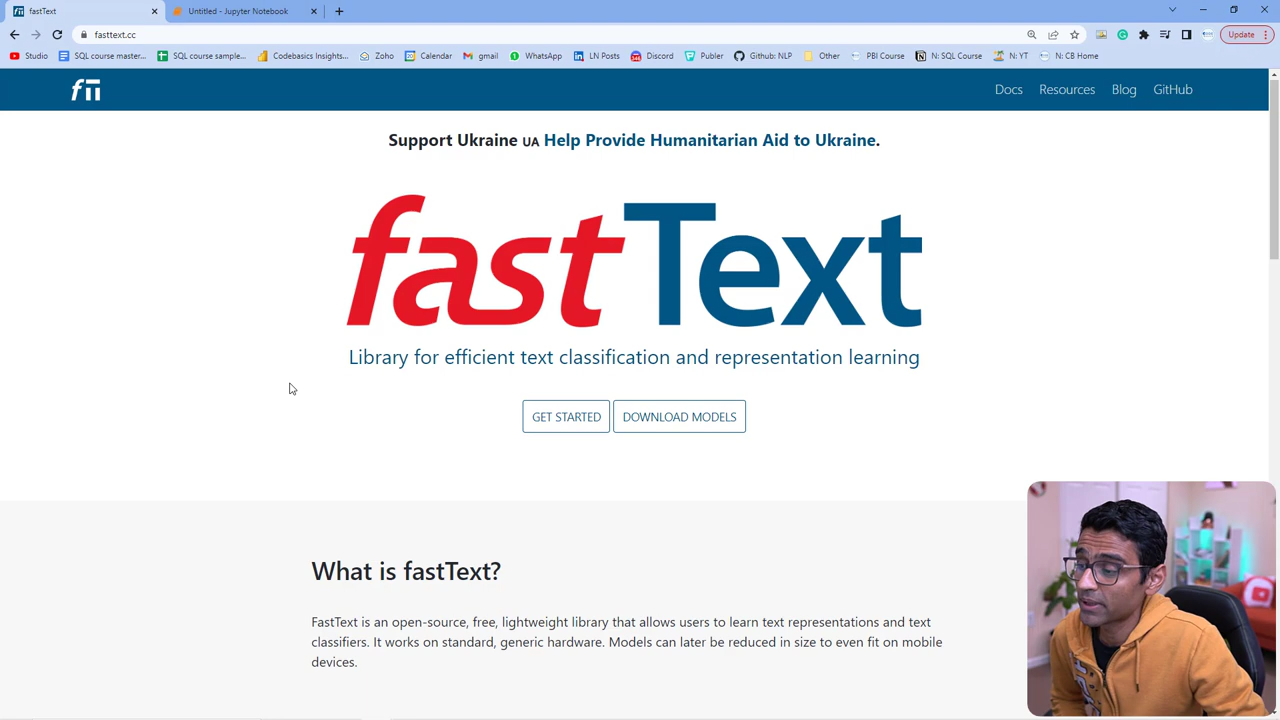 fastText
Untitled - Jupyter Notebook
fasttext.cc
Update
Studio
SQL course master...
SQL course sample...
Codebasics Insights...
Zoho
Calendar
gmail
WhatsApp
LN Posts
Discord
Publer
Github: NLP
Other
PBI Course
N: SQL Course
N: YT
N: CB Home
Docs
Resources
Blog
GitHub
Support Ukraine UA Help Provide Humanitarian Aid to Ukraine.
fastText
Library for efficient text classification and representation learning
GET STARTED
DOWNLOAD MODELS
What is fastText?
FastText is an open-source, free, lightweight library that allows users to learn text representations and text
classifiers. It works on standard, generic hardware. Models can later be reduced in size to even fit on mobile
devices.